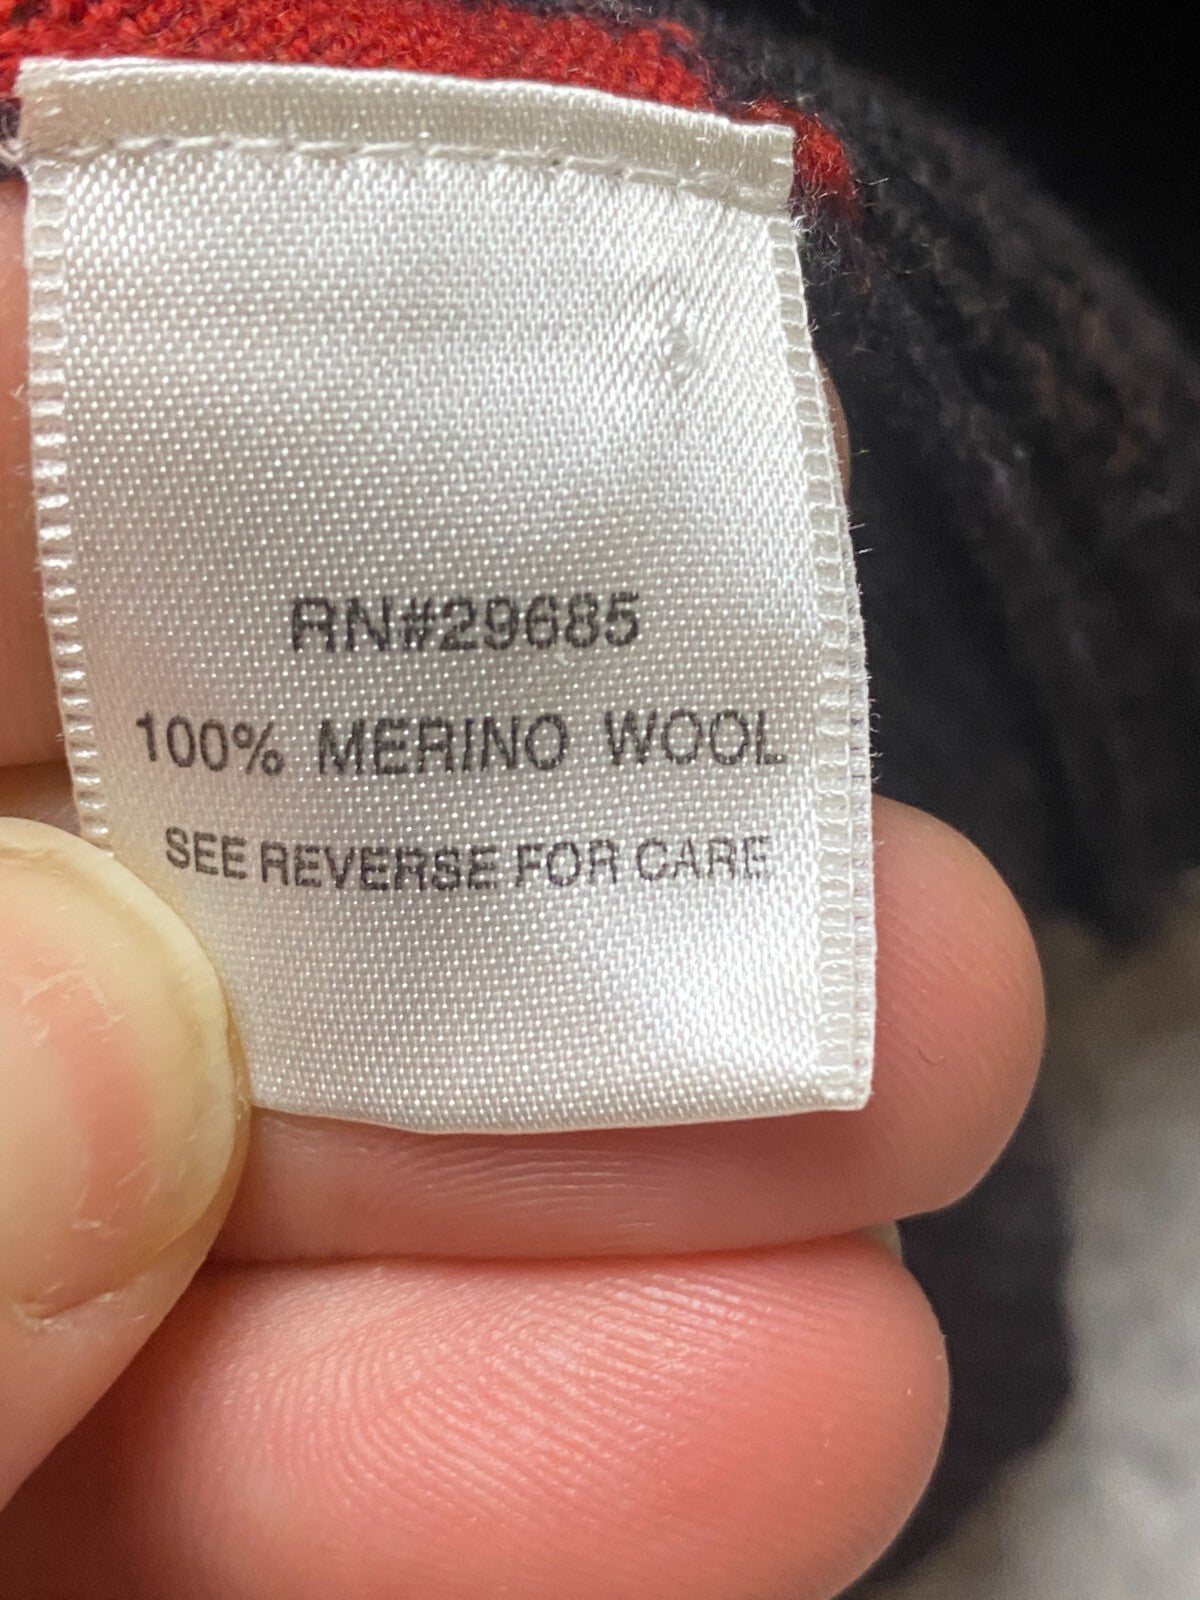 RN#29685
100% MERINO WOOL
SEE REVERSE FOR CARE